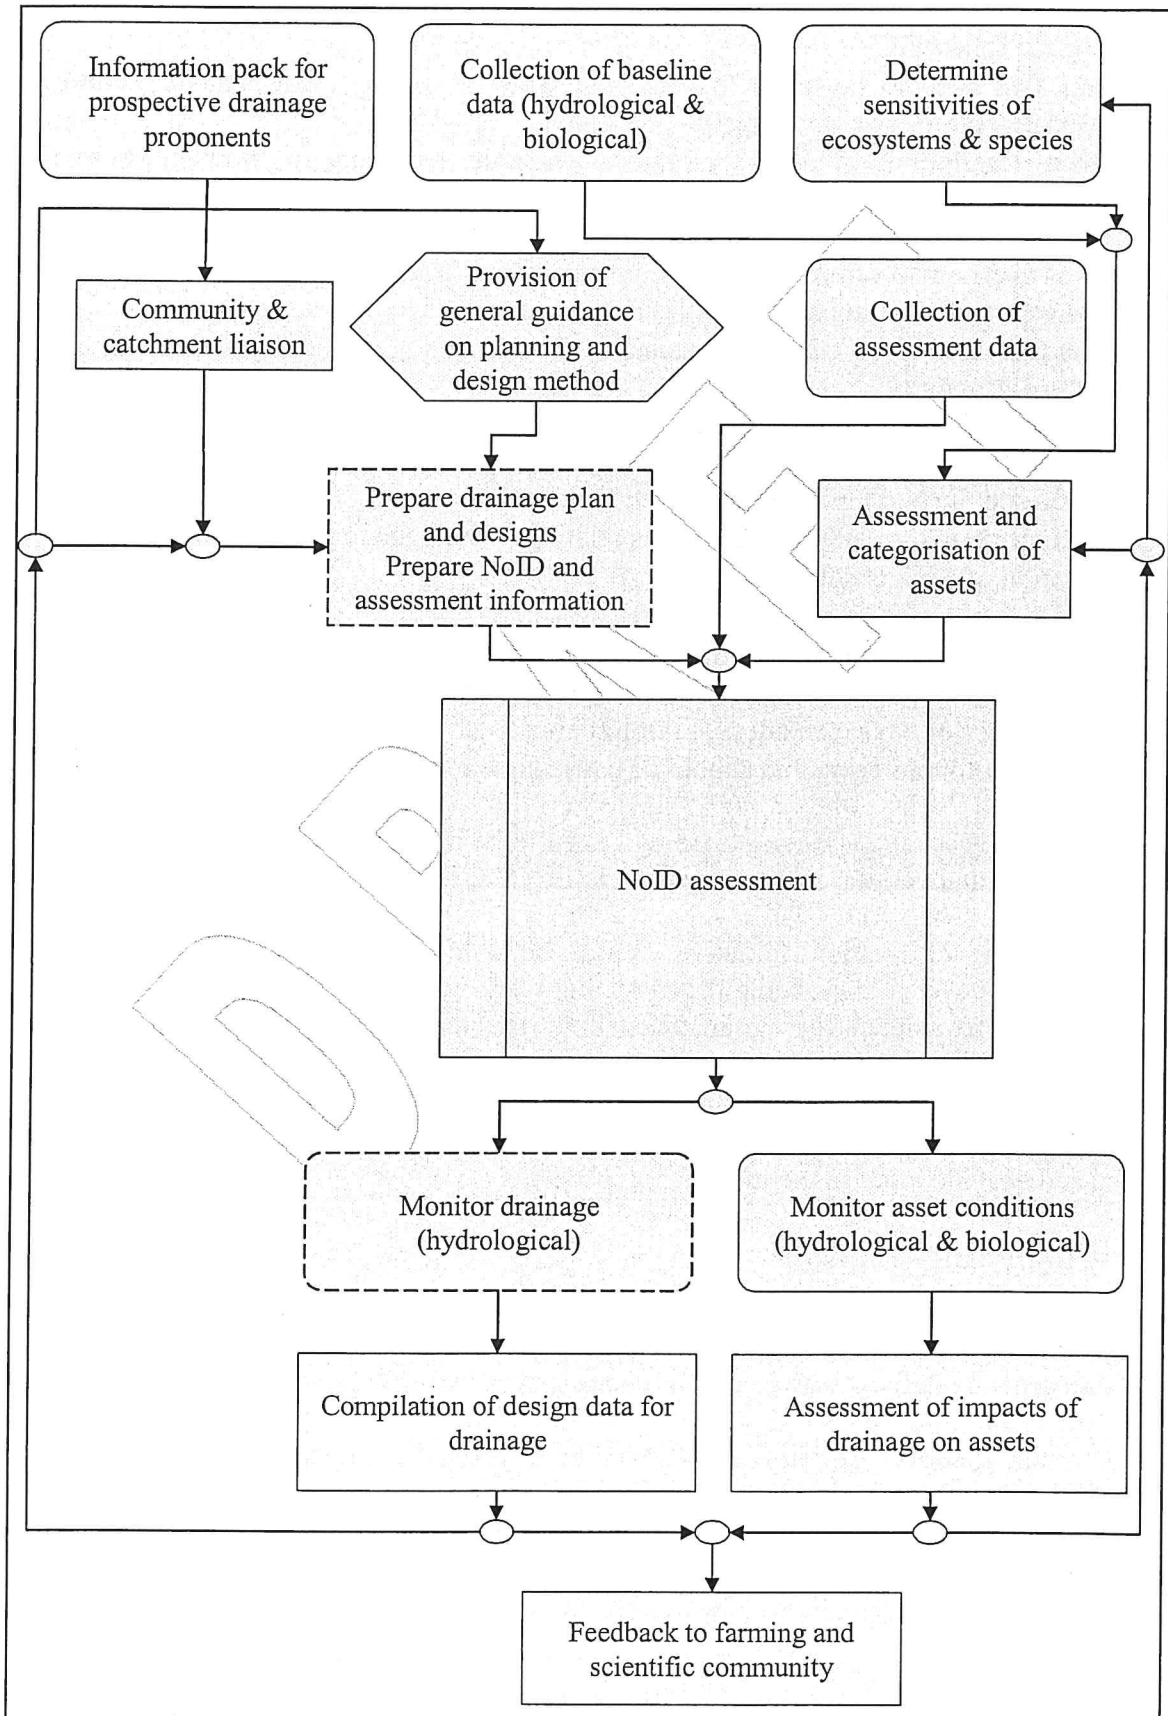 Information pack for
prospective drainage
proponents
Collection of baseline
data (hydrological &
biological)
Determine
sensitivities of
ecosystems & species
Community &
catchment liaison
Provision of
general guidance
on planning and
design method
Collection of
assessment data
Prepare drainage plan
and designs
Prepare NoID and
assessment information
Assessment and
categorisation of
assets
NoID assessment
DRAFT
Monitor drainage
(hydrological)
Monitor asset conditions
(hydrological & biological)
Compilation of design data for
drainage
Assessment of impacts of
drainage on assets
Feedback to farming and
scientific community